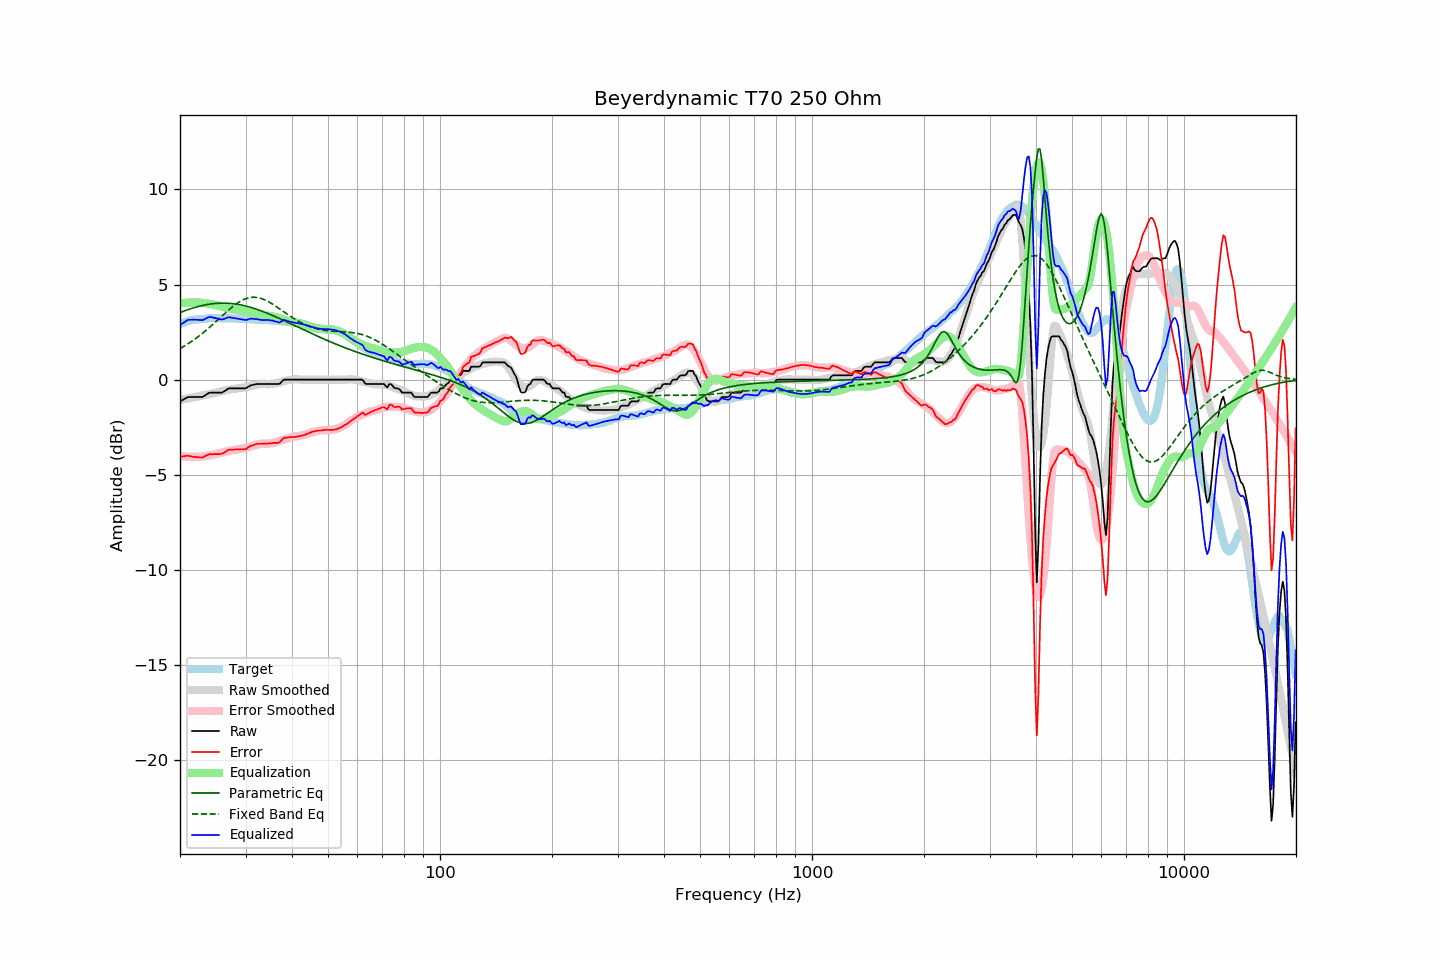 Beyerdynamic T70 250 Ohm
10
5
0
−5
−10
−15
−20
Amplitude (dBr)
Target
Raw Smoothed
Error Smoothed
Raw
Error
Equalization
Parametric Eq
Fixed Band Eq
Equalized
100
1000
10000
Frequency (Hz)